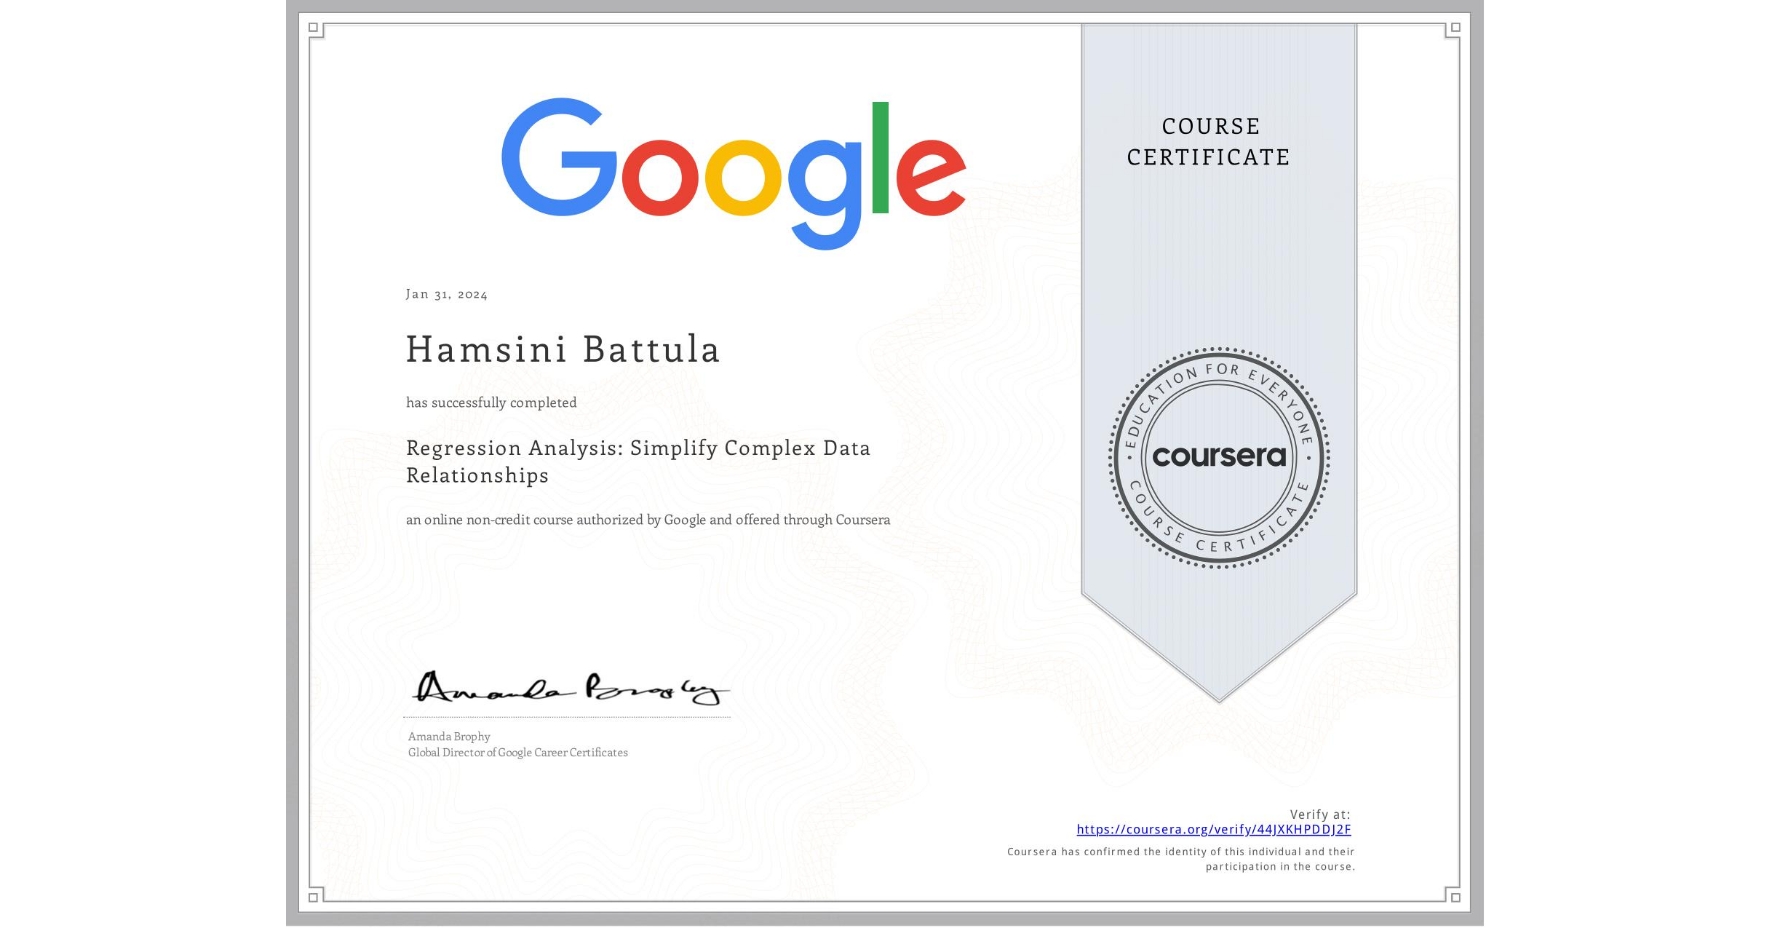 Google
COURSE
CERTIFICATE
Jan 31, 2024
Hamsini Battula
has successfully completed
Regression Analysis: Simplify Complex Data
Relationships
an online non-credit course authorized by Google and offered through Coursera
EDUCATION FOR EVERYONE
coursera
COURSE CERTIFICATE
Amanda Brophy
Amanda Brophy
Global Director of Google Career Certificates
Verify at:
https://coursera.org/verify/44JXKHPDDJ2F
Coursera has confirmed the identity of this individual and their
participation in the course.